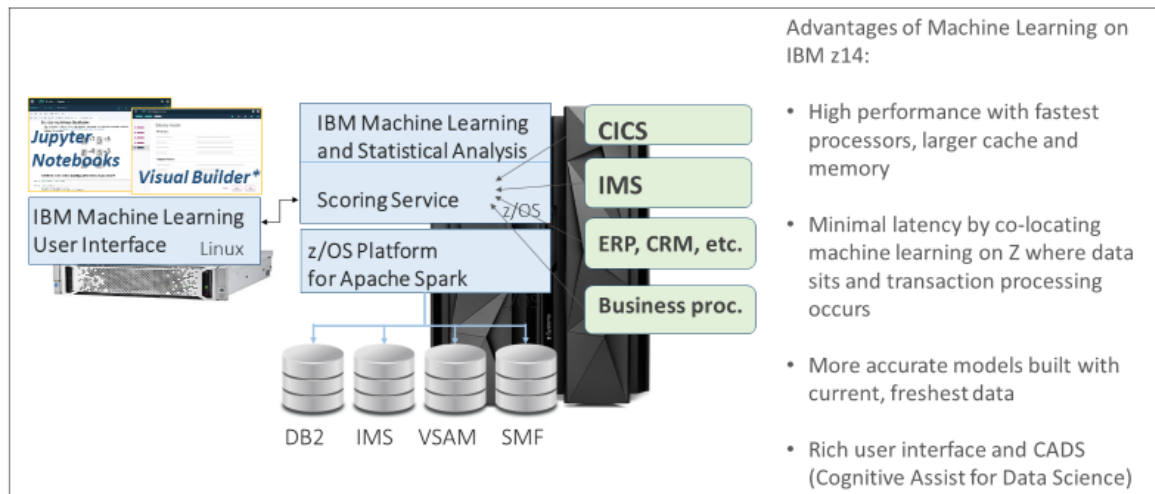 Jupyter
Notebooks
Visual Builder*
IBM Machine Learning
User Interface
Linux
IBM Machine Learning
and Statistical Analysis
Scoring Service
z/OS
z/OS Platform
for Apache Spark
CICS
IMS
ERP, CRM, etc.
Business proc.
DB2
IMS
VSAM
SMF
Advantages of Machine Learning on
IBM z14:
• High performance with fastest
processors, larger cache and
memory
• Minimal latency by co-locating
machine learning on Z where data
sits and transaction processing
occurs
• More accurate models built with
current, freshest data
• Rich user interface and CADS
(Cognitive Assist for Data Science)